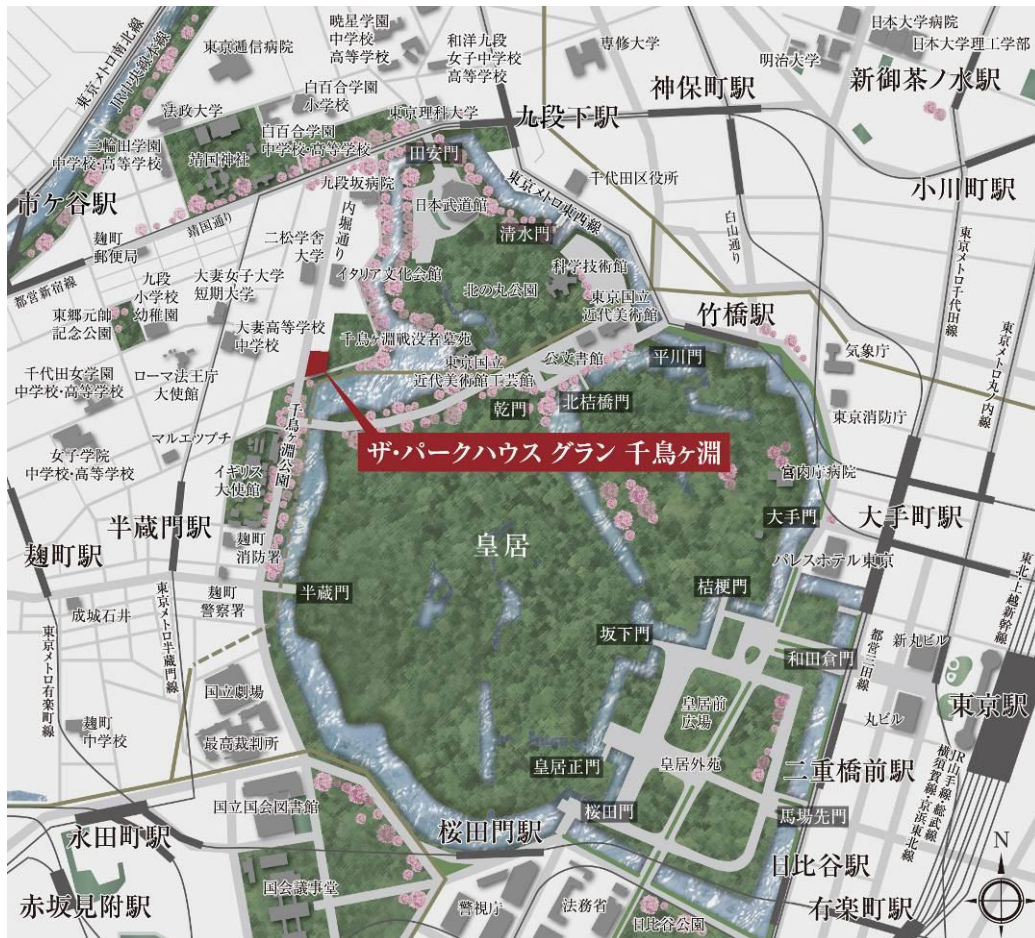 東京メトロ南北線
JR中央線本線
東京逓信病院
暁星学園
中学校
高等学校
和洋九段
女子中学校
高等学校
専修大学
明治大学
日本大学病院
日本大学理工学部
新御茶ノ水駅
神保町駅
法政大学
白百合学園
小学校
東京理科大学
九段下駅
三輪田学園
中学校・高等学校
靖国神社
白百合学園
中学校・高等学校
田安門
東京メトロ東西線
千代田区役所
小川町駅
市ケ谷駅
九段坂病院
日本武道館
内堀通り
靖国通り
麹町
郵便局
二松学舎
大学
清水門
白山通り
東京メトロ千代田線
都営新宿線
九段
小学校
幼稚園
大妻女子大学
短期大学
イタリア文化会館
北の丸公園
科学技術館
東京国立
近代美術館
竹橋駅
東郷元帥
記念公園
大妻高等学校
中学校
千鳥ヶ淵戦没者墓苑
東京国立
近代美術館工芸館
公文書館
平川門
気象庁
東京メトロ丸ノ内線
千代田女学園
中学校・高等学校
ローマ法王庁
大使館
乾門
北桔橋門
東京消防庁
マルエツプチ
千鳥ヶ淵公園
ザ・パークハウス グラン 千鳥ヶ淵
女子学院
中学校・高等学校
イギリス
大使館
宮内庁病院
大手門
大手町駅
半蔵門駅
麹町
消防署
皇居
パレスホテル東京
麹町駅
麹町
警察署
半蔵門
桔梗門
東北・上越新幹線
成城石井
東京メトロ半蔵門線
坂下門
和田倉門
都営三田線
新丸ビル
東京メトロ有楽町線
国立劇場
皇居前
広場
丸ビル
東京駅
麹町
中学校
最高裁判所
皇居正門
皇居外苑
二重橋前駅
JR山手線・総武線
横須賀線・京浜東北線
国立国会図書館
桜田門
馬場先門
永田町駅
桜田門駅
日比谷駅
N
国会議事堂
赤坂見附駅
警視庁
法務省
日比谷公園
有楽町駅